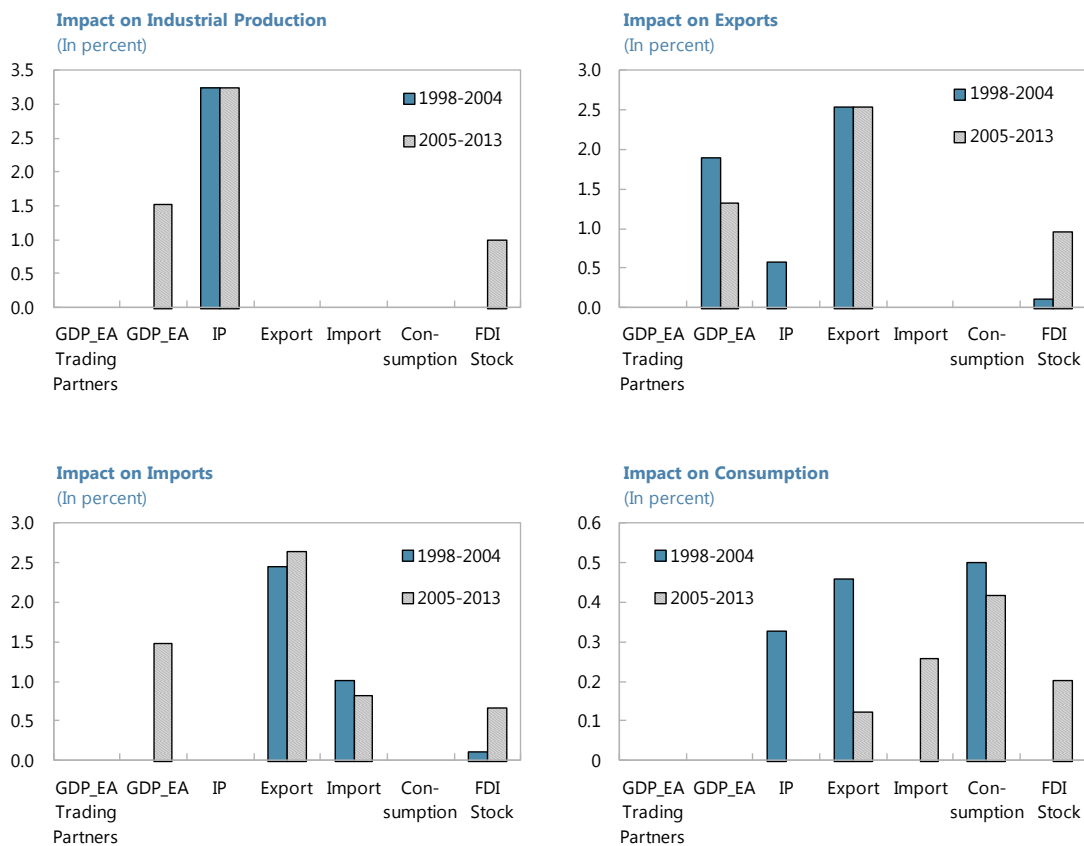 Impact on Industrial Production
(In percent)
3.5
3.0
2.5
2.0
1.5
1.0
0.5
0.0
1998-2004
2005-2013
GDP_EA GDP_EA IP Export Import Con- FDI
Trading sumption Stock
Partners
Impact on Exports
(In percent)
3.0
2.5
2.0
1.5
1.0
0.5
0.0
1998-2004
2005-2013
GDP_EA GDP_EA IP Export Import Con- FDI
Trading sumption Stock
Partners
Impact on Imports
(In percent)
3.0
2.5
2.0
1.5
1.0
0.5
0.0
1998-2004
2005-2013
GDP_EA GDP_EA IP Export Import Con- FDI
Trading sumption Stock
Partners
Impact on Consumption
(In percent)
0.6
0.5
0.4
0.3
0.2
0.1
0
1998-2004
2005-2013
GDP_EA GDP_EA IP Export Import Con- FDI
Trading sumption Stock
Partners